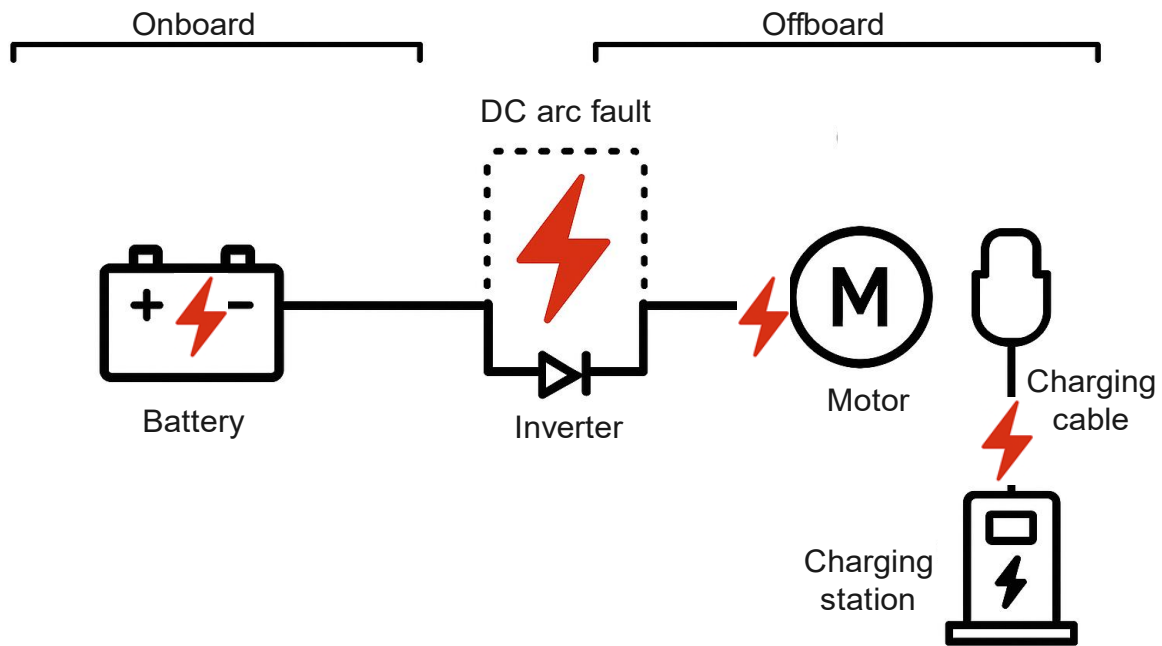 Onboard
Offboard
DC arc fault
+ −
M
Battery
Inverter
Motor
Charging
cable
Charging
station